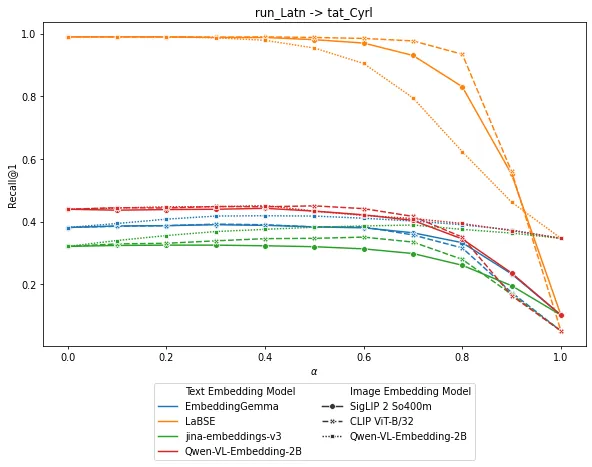 run_Latn -> tat_Cyrl
Recall@1
1.0
0.8
0.6
0.4
0.2
0.0 0.2 0.4 0.6 0.8 1.0
α
Text Embedding Model Image Embedding Model
EmbeddingGemma SigLIP 2 So400m
LaBSE CLIP ViT-B/32
jina-embeddings-v3 Qwen-VL-Embedding-2B
Qwen-VL-Embedding-2B